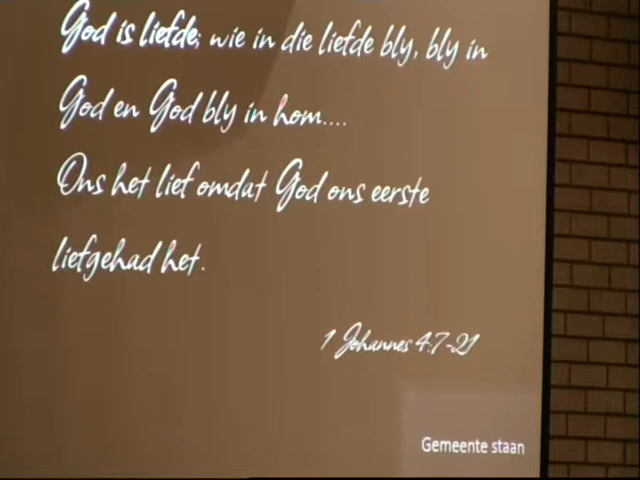 God is liefde; wie in die liefde bly, bly in
God en God bly in hom....
Ons het lief omdat God ons eerste
liefgehad het.
1 Johannes 4:7-21
Gemeente staan